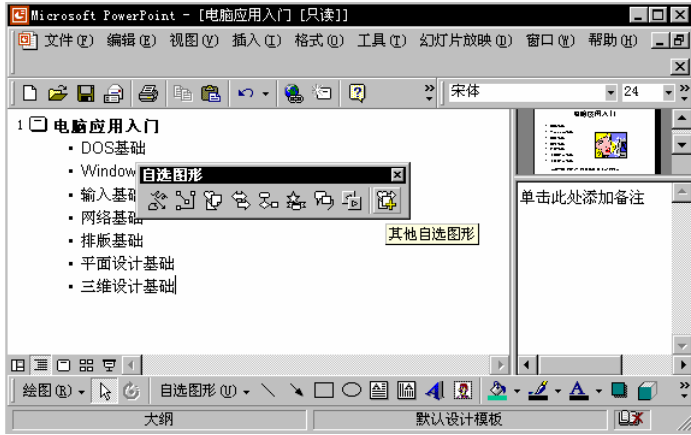 Microsoft PowerPoint - [电脑应用入门 [只读]]
文件(F) 编辑(E) 视图(V) 插入(I) 格式(O) 工具(T) 幻灯片放映(D) 窗口(W) 帮助(H)
宋体 24
1 电脑应用入门
• DOS基础
• Window
• 输入基础
• 网络基础
• 排版基础
• 平面设计基础
• 三维设计基础
自选图形
其他自选图形
电脑应用入门
单击此处添加备注
绘图(R) 自选图形(U)
大纲 默认设计模板